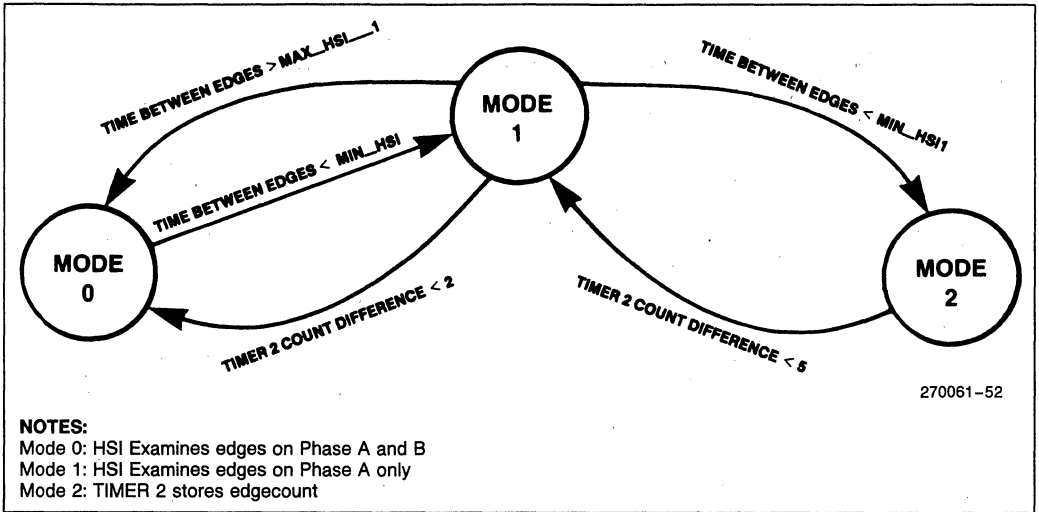 TIME BETWEEN EDGES > MAX_HSI_1
TIME BETWEEN EDGES < MIN_HSI1
MODE
1
TIME BETWEEN EDGES < MIN_HSI
MODE
0
MODE
2
TIMER 2 COUNT DIFFERENCE < 2
TIMER 2 COUNT DIFFERENCE < 5
270061-52
NOTES:
Mode 0: HSI Examines edges on Phase A and B
Mode 1: HSI Examines edges on Phase A only
Mode 2: TIMER 2 stores edgecount